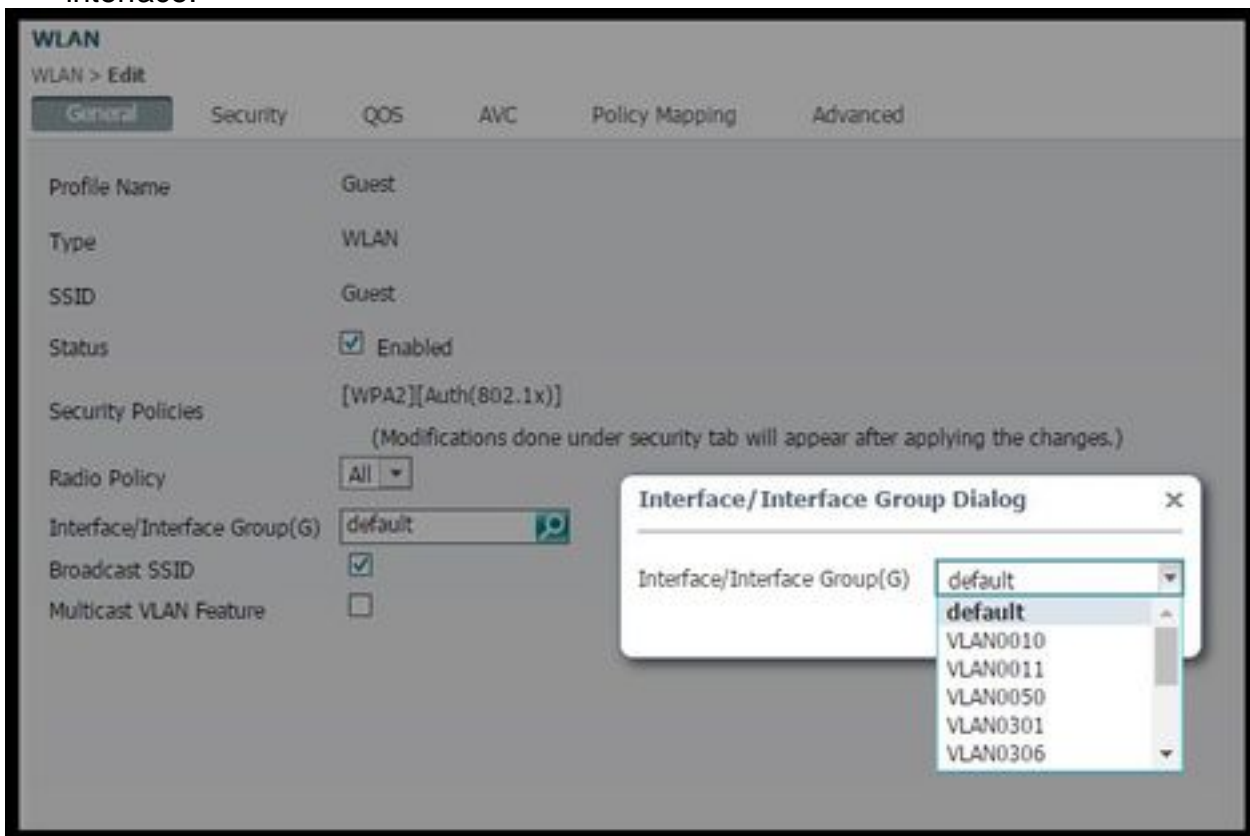 interface.
WLAN
WLAN > Edit
General Security QOS AVC Policy Mapping Advanced
Profile Name Guest
Type WLAN
SSID Guest
Status Enabled
Security Policies [WPA2][Auth(802.1x)]
(Modifications done under security tab will appear after applying the changes.)
Radio Policy All
Interface/Interface Group(G) default
Broadcast SSID
Multicast VLAN Feature
Interface/Interface Group Dialog ×
Interface/Interface Group(G) default
default
VLAN0010
VLAN0011
VLAN0050
VLAN0301
VLAN0306